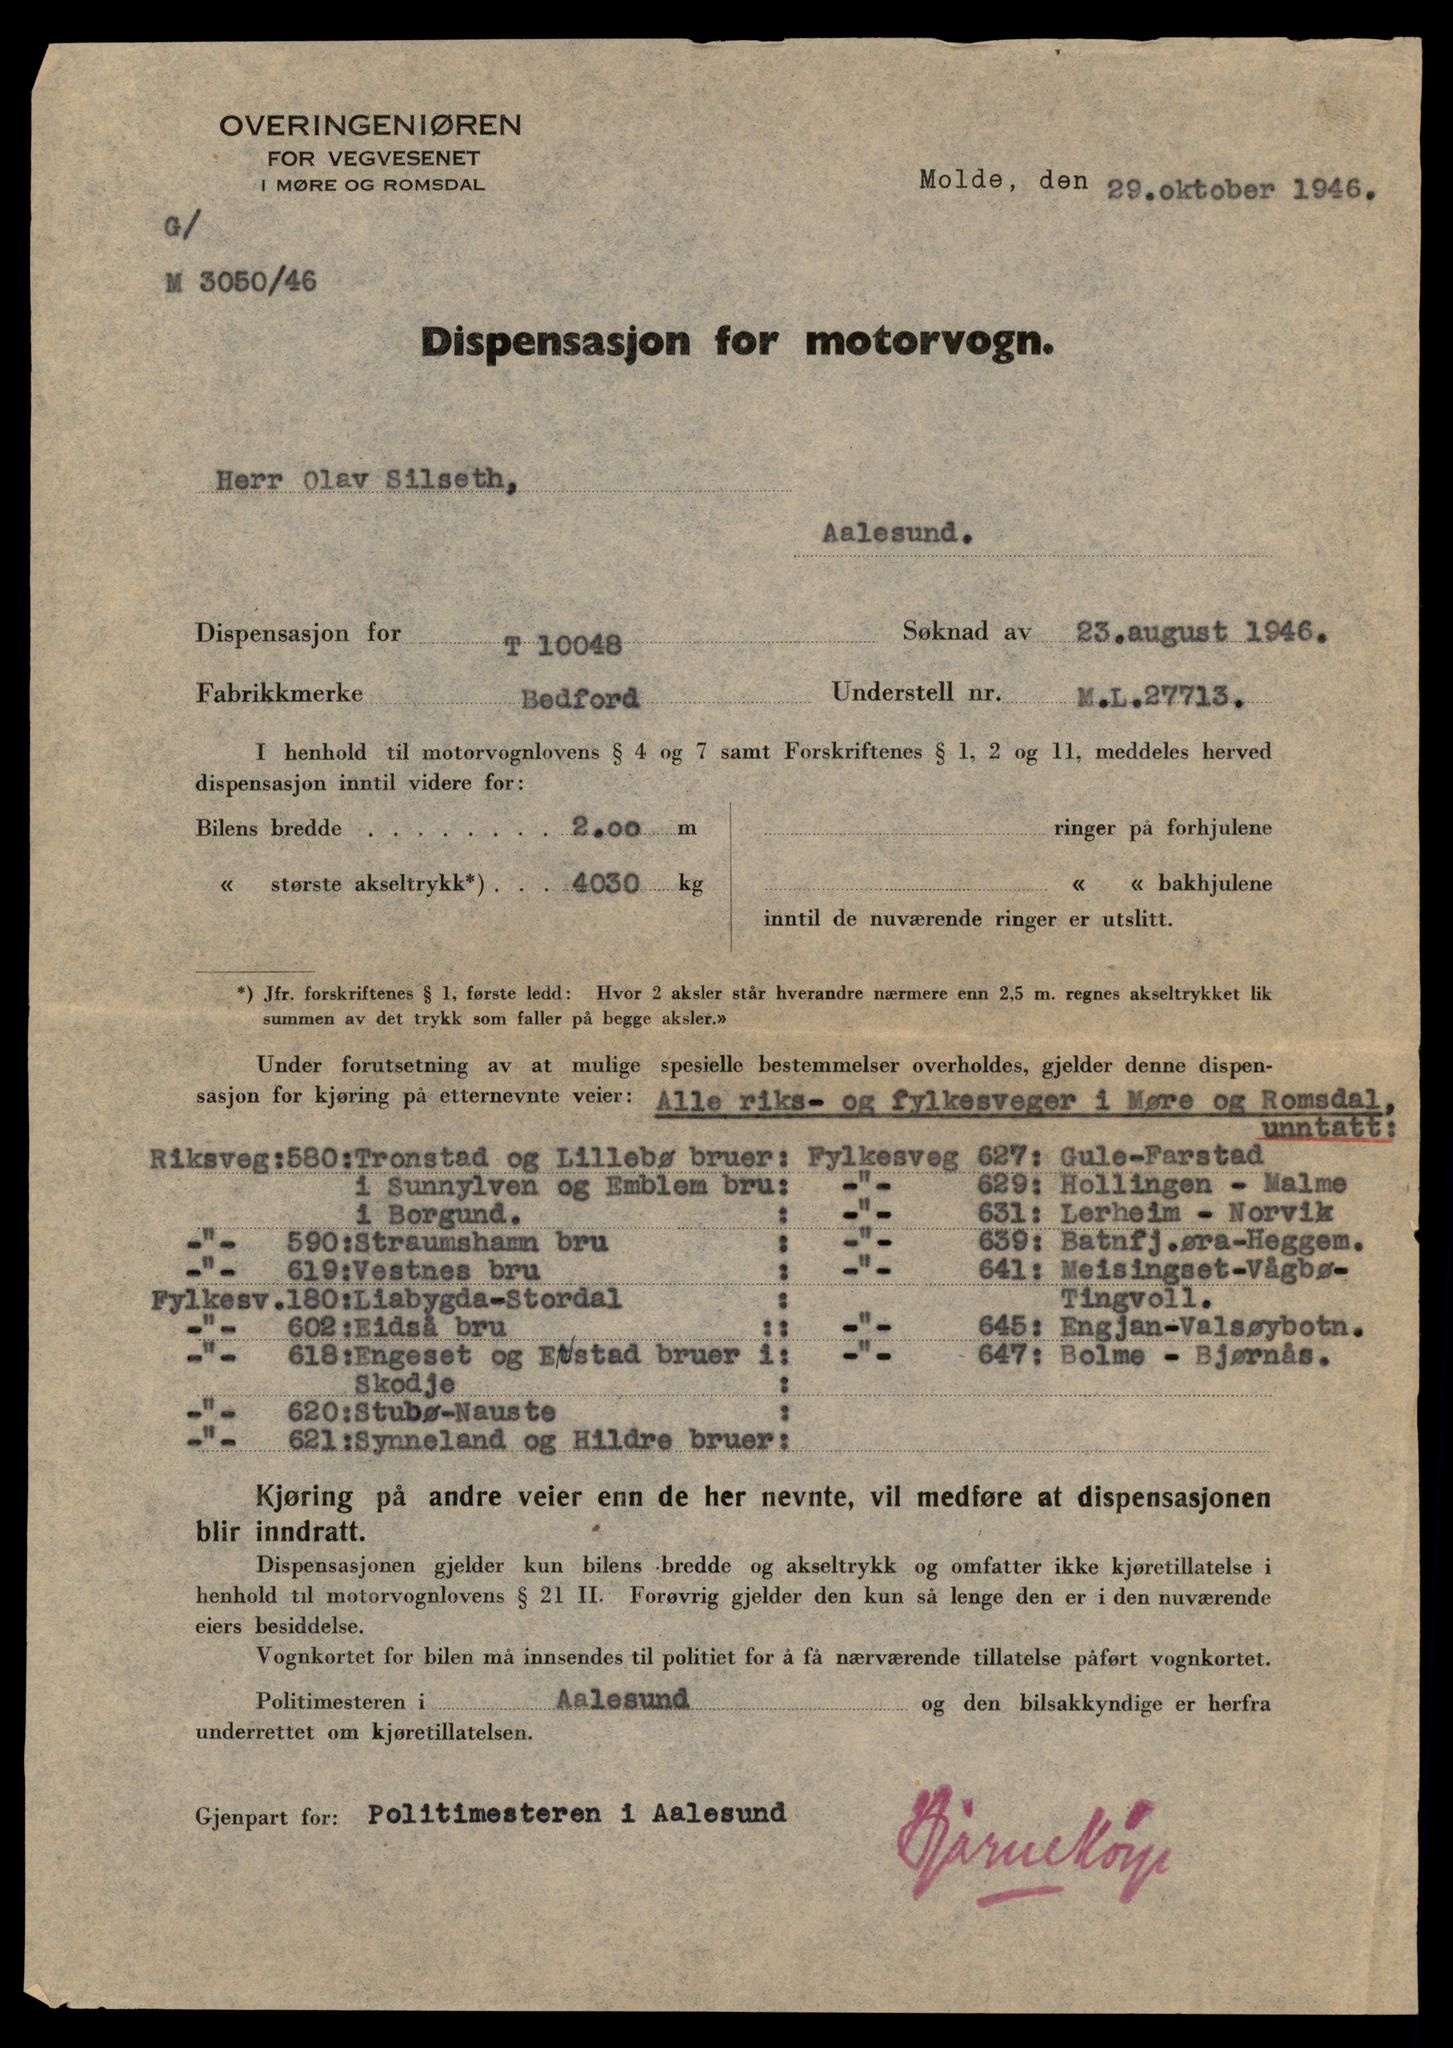 OVERINGENIØREN
FOR VEGVESENET
I MØRE OG ROMSDAL
Molde, den 29.oktober 1946.
G/
M 3050/46
Dispensasjon for motorvogn.
Herr Olav Silseth,
Aalesund.
Dispensasjon for T 10048 Søknad av 23.august 1946.
Fabrikkmerke Bedford Understell nr. M.L.27713.
I henhold til motorvognlovens § 4 og 7 samt Forskriftenes § 1, 2 og 11, meddeles herved
dispensasjon inntil videre for:
Bilens bredde . . . . . . . . 2.00 m ringer på forhjulene
« største akseltrykk*) . . . 4030 kg « « bakhjulene
inntil de nuværende ringer er utslitt.
*) Jfr. forskriftenes § 1, første ledd: Hvor 2 aksler står hverandre nærmere enn 2,5 m. regnes akseltrykket lik
summen av det trykk som faller på begge aksler.»
Under forutsetning av at mulige spesielle bestemmelser overholdes, gjelder denne dispen-
sasjon for kjøring på etternevnte veier: Alle riks- og fylkesveger i Møre og Romsdal,
unntatt:
Riksveg:580:Tronstad og Lillebø bruer: Fylkesveg 627: Gule-Farstad
i Sunnylven og Emblem bru: -"- 629: Hollingen - Malme
i Borgund. : -"- 631: Lerheim - Norvik
-"- 590:Straumshamn bru : -"- 639: Batnfj.øra-Heggem.
-"- 619:Vestnes bru : -"- 641: Meisingset-Vågbø-
Fylkesv.180:Liabygda-Stordal : Tingvoll.
-"- 602:Eidså bru :: -"- 645: Engjan-Valsøybotn.
-"- 618:Engeset og Etstad bruer i: -"- 647: Bolme - Bjørnås.
Skodje :
-"- 620:Stubø-Nauste :
-"- 621:Synneland og Hildre bruer:
Kjøring på andre veier enn de her nevnte, vil medføre at dispensasjonen
blir inndratt.
Dispensasjonen gjelder kun bilens bredde og akseltrykk og omfatter ikke kjøretillatelse i
henhold til motorvognlovens § 21 II. Forøvrig gjelder den kun så lenge den er i den nuværende
eiers besiddelse.
Vognkortet for bilen må innsendes til politiet for å få nærværende tillatelse påført vognkortet.
Politimesteren i Aalesund og den bilsakkyndige er herfra
underrettet om kjøretillatelsen.
Gjenpart for: Politimesteren i Aalesund